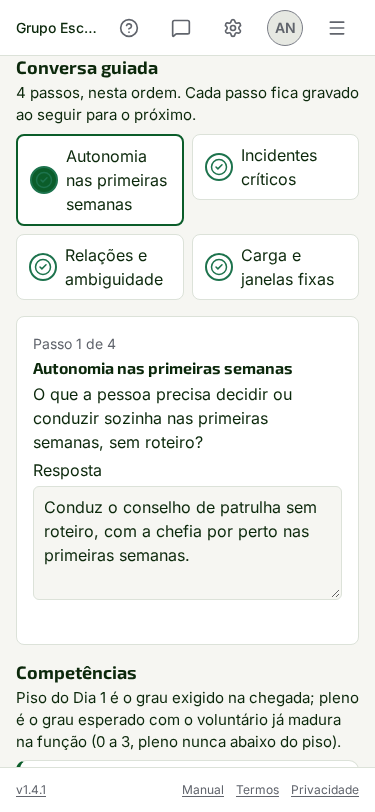 Grupo Esc...
AN
Conversa guiada
4 passos, nesta ordem. Cada passo fica gravado
ao seguir para o próximo.
Autonomia
nas primeiras
semanas
Incidentes
críticos
Relações e
ambiguidade
Carga e
janelas fixas
Passo 1 de 4
Autonomia nas primeiras semanas
O que a pessoa precisa decidir ou
conduzir sozinha nas primeiras
semanas, sem roteiro?
Resposta
Conduz o conselho de patrulha sem
roteiro, com a chefia por perto nas
primeiras semanas.
Competências
Piso do Dia 1 é o grau exigido na chegada; pleno
é o grau esperado com o voluntário já madura
na função (0 a 3, pleno nunca abaixo do piso).
v1.4.1
Manual
Termos
Privacidade